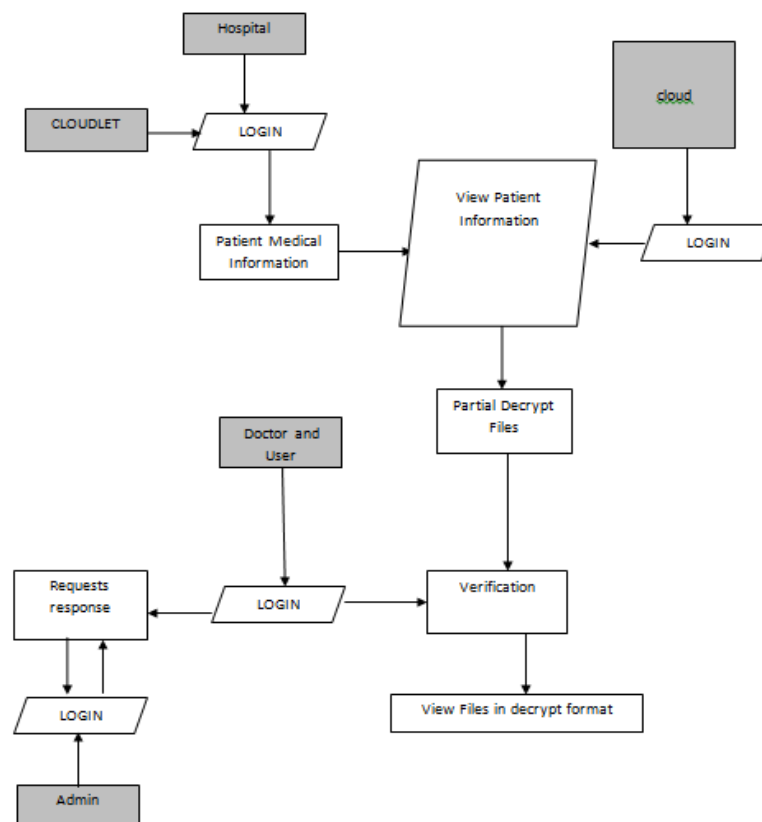 Hospital
cloud
CLOUDLET
LOGIN
View Patient
Information
Patient Medical
Information
LOGIN
Partial Decrypt
Files
Doctor and
User
Requests
response
LOGIN
Verification
LOGIN
View Files in decrypt format
Admin